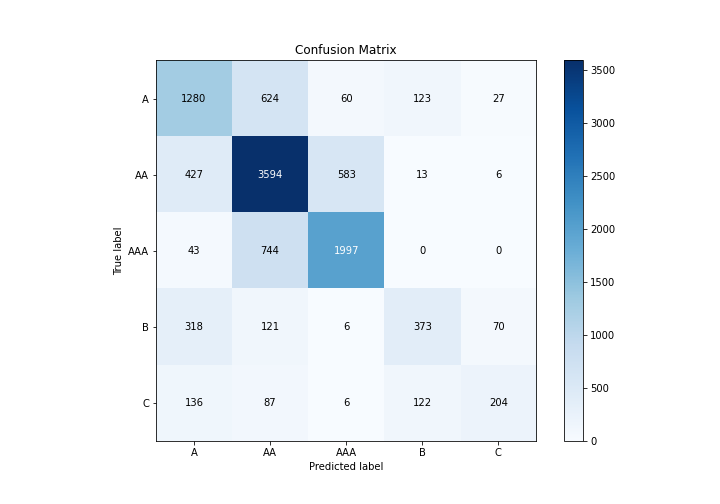 Confusion Matrix
A 1280 624 60 123 27
AA 427 3594 583 13 6
AAA 43 744 1997 0 0
B 318 121 6 373 70
C 136 87 6 122 204
A AA AAA B C
Predicted label
True label
3500
3000
2500
2000
1500
1000
500
0